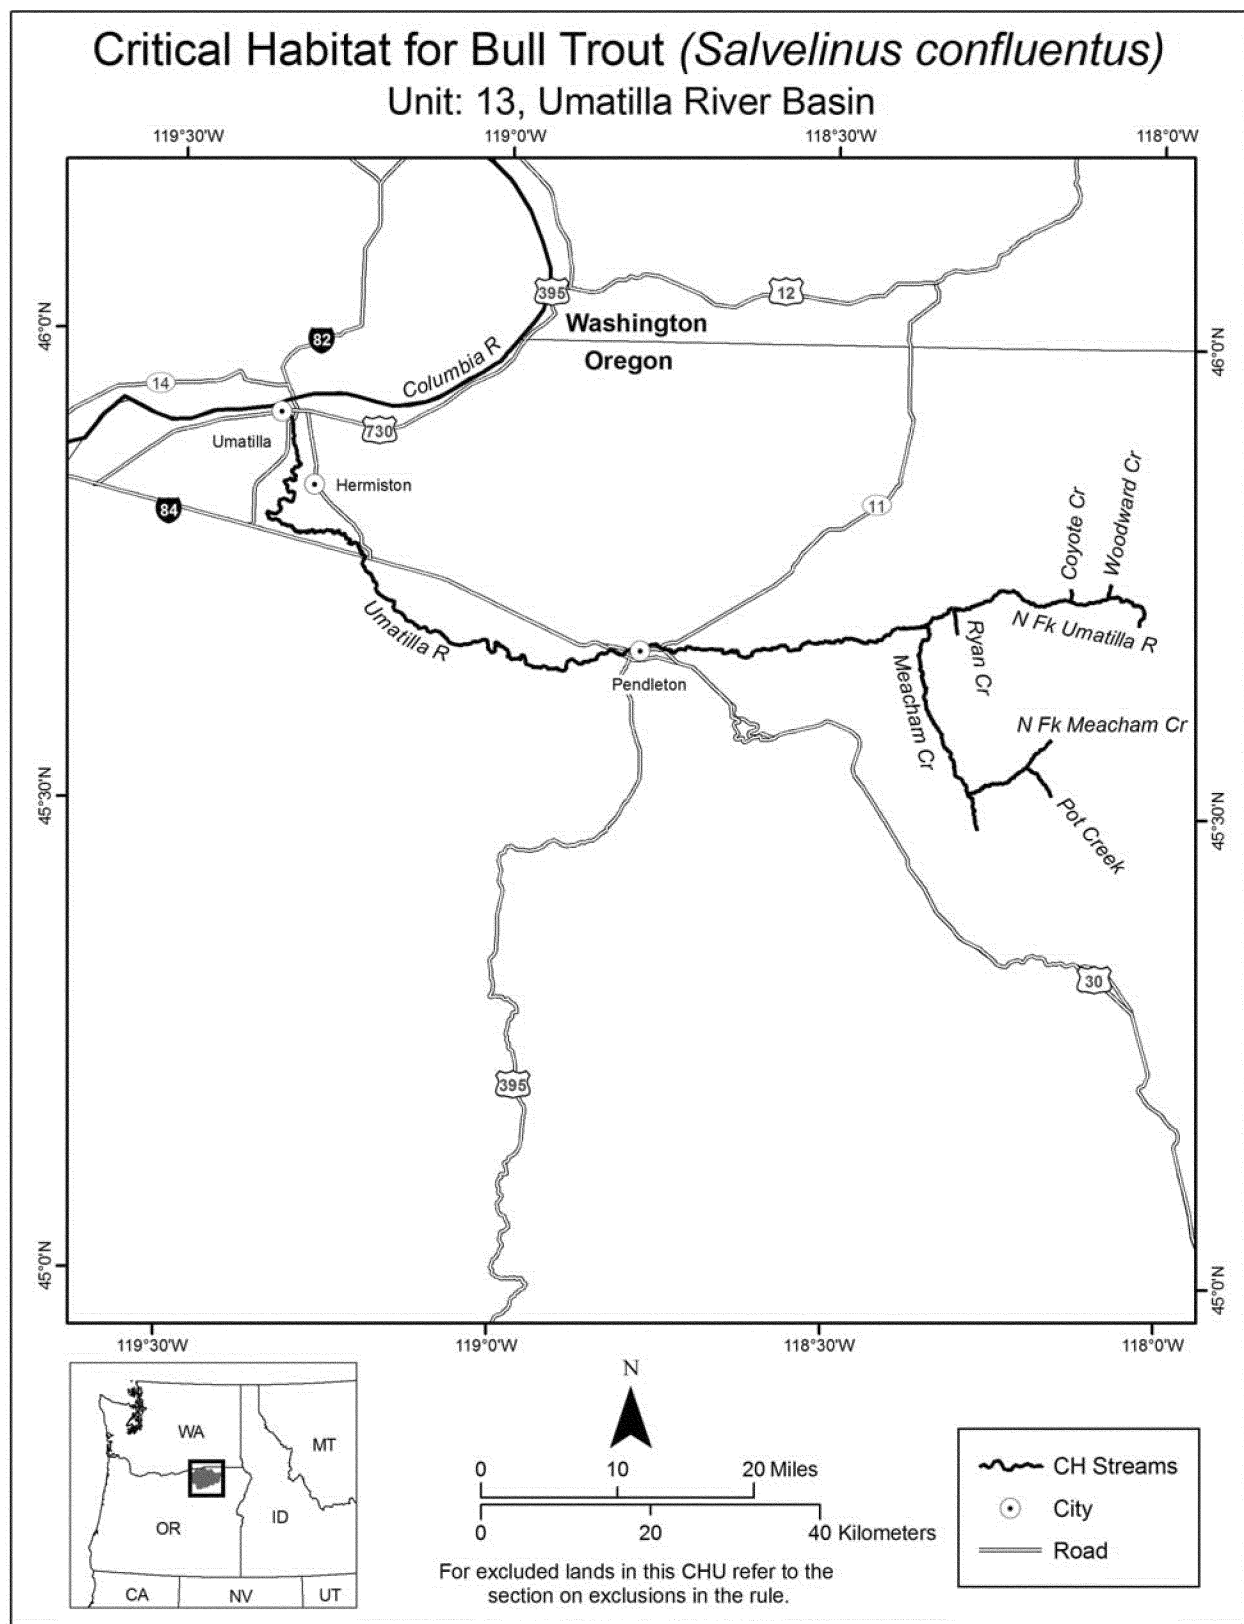 Critical Habitat for Bull Trout (Salvelinus confluentus)
Unit: 13, Umatilla River Basin
119°30'W
119°0'W
118°30'W
118°0'W
46°0'N
46°0'N
395
12
Washington
82
Oregon
Columbia R
14
730
Umatilla
Hermiston
84
11
Coyote Cr
Woodward Cr
Umatilla R
N Fk Umatilla R
Ryan Cr
Pendleton
Meacham Cr
N Fk Meacham Cr
Pot Creek
45°30'N
45°30'N
30
395
45°0'N
45°0'N
119°30'W
119°0'W
118°30'W
118°0'W
WA
MT
OR
ID
CA
NV
UT
N
0
10
20 Miles
0
20
40 Kilometers
For excluded lands in this CHU refer to the
section on exclusions in the rule.
CH Streams
City
Road